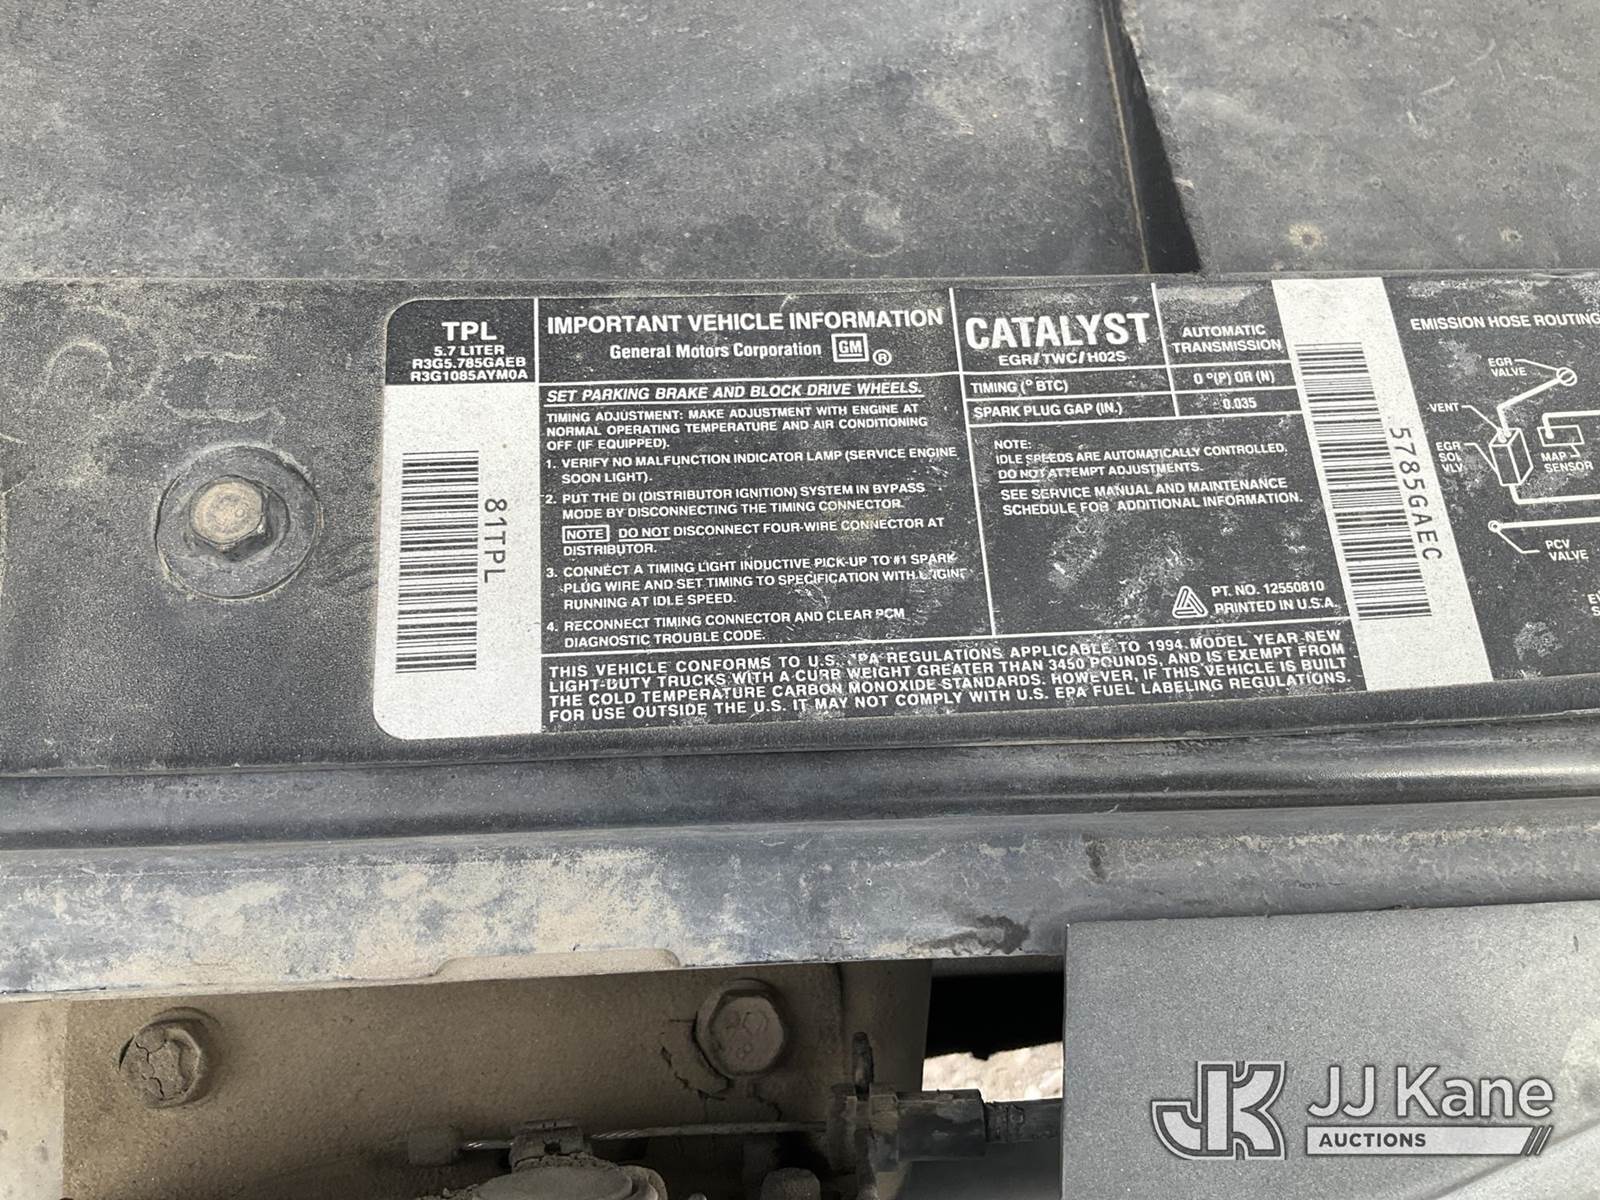 TPL
5.7 LITER
R3G5.785GAEB
R3G1085AYM0A
81TPL
IMPORTANT VEHICLE INFORMATION
General Motors Corporation GM ®
SET PARKING BRAKE AND BLOCK DRIVE WHEELS.
TIMING ADJUSTMENT: MAKE ADJUSTMENT WITH ENGINE AT
NORMAL OPERATING TEMPERATURE AND AIR CONDITIONING
OFF (IF EQUIPPED).
1. VERIFY NO MALFUNCTION INDICATOR LAMP (SERVICE ENGINE
SOON LIGHT).
2. PUT THE DI (DISTRIBUTOR IGNITION) SYSTEM IN BYPASS
MODE BY DISCONNECTING THE TIMING CONNECTOR.
NOTE DO NOT DISCONNECT FOUR-WIRE CONNECTOR AT
DISTRIBUTOR.
3. CONNECT A TIMING LIGHT INDUCTIVE PICK-UP TO #1 SPARK
PLUG WIRE AND SET TIMING TO SPECIFICATION WITH ENGINE
RUNNING AT IDLE SPEED.
4. RECONNECT TIMING CONNECTOR AND CLEAR PCM
DIAGNOSTIC TROUBLE CODE.
CATALYST
EGR/TWC/HO2S
AUTOMATIC
TRANSMISSION
TIMING (° BTC) 0 °(P) OR (N)
SPARK PLUG GAP (IN.) 0.035
NOTE:
IDLE SPEEDS ARE AUTOMATICALLY CONTROLLED.
DO NOT ATTEMPT ADJUSTMENTS.
SEE SERVICE MANUAL AND MAINTENANCE
SCHEDULE FOR ADDITIONAL INFORMATION.
PT. NO. 12550810
PRINTED IN U.S.A.
THIS VEHICLE CONFORMS TO U.S. EPA REGULATIONS APPLICABLE TO 1994 MODEL YEAR NEW
LIGHT-DUTY TRUCKS WITH A CURB WEIGHT GREATER THAN 3450 POUNDS, AND IS EXEMPT FROM
THE COLD TEMPERATURE CARBON MONOXIDE STANDARDS. HOWEVER, IF THIS VEHICLE IS BUILT
FOR USE OUTSIDE THE U.S. IT MAY NOT COMPLY WITH U.S. EPA FUEL LABELING REGULATIONS.
5785GAEC
EMISSION HOSE ROUTING
EGR
VALVE
VENT
EGR
SOL
VLV
MAP
SENSOR
PCV
VALVE
JK JJ Kane
AUCTIONS